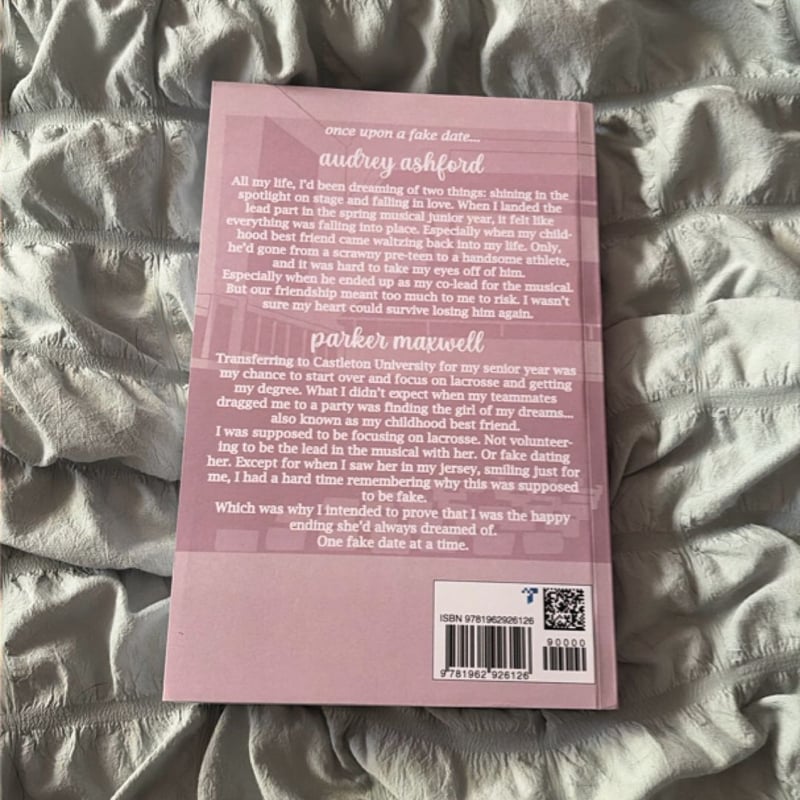 once upon a fake date...
audrey ashford
All my life, I'd been dreaming of two things: shining in the
spotlight on stage and falling in love. When I landed the
lead part in the spring musical junior year, it felt like
everything was falling into place. Especially when my child-
hood best friend came waltzing back into my life. Only,
he'd gone from a scrawny pre-teen to a handsome athlete,
and it was hard to take my eyes off of him.
Especially when he ended up as my co-lead for the musical.
But our friendship meant too much to me to risk. I wasn't
sure my heart could survive losing him again.
parker maxwell
Transferring to Castleton University for my senior year was
my chance to start over and focus on lacrosse and getting
my degree. What I didn't expect when my teammates
dragged me to a party was finding the girl of my dreams...
also known as my childhood best friend.
I was supposed to be focusing on lacrosse. Not volunteer-
ing to be the lead in the musical with her. Or fake dating
her. Except for when I saw her in my jersey, smiling just for
me, I had a hard time remembering why this was supposed
to be fake.
Which was why I intended to prove that I was the happy
ending she'd always dreamed of.
One fake date at a time.
ISBN 9781962926126
90000
9 781962 926126